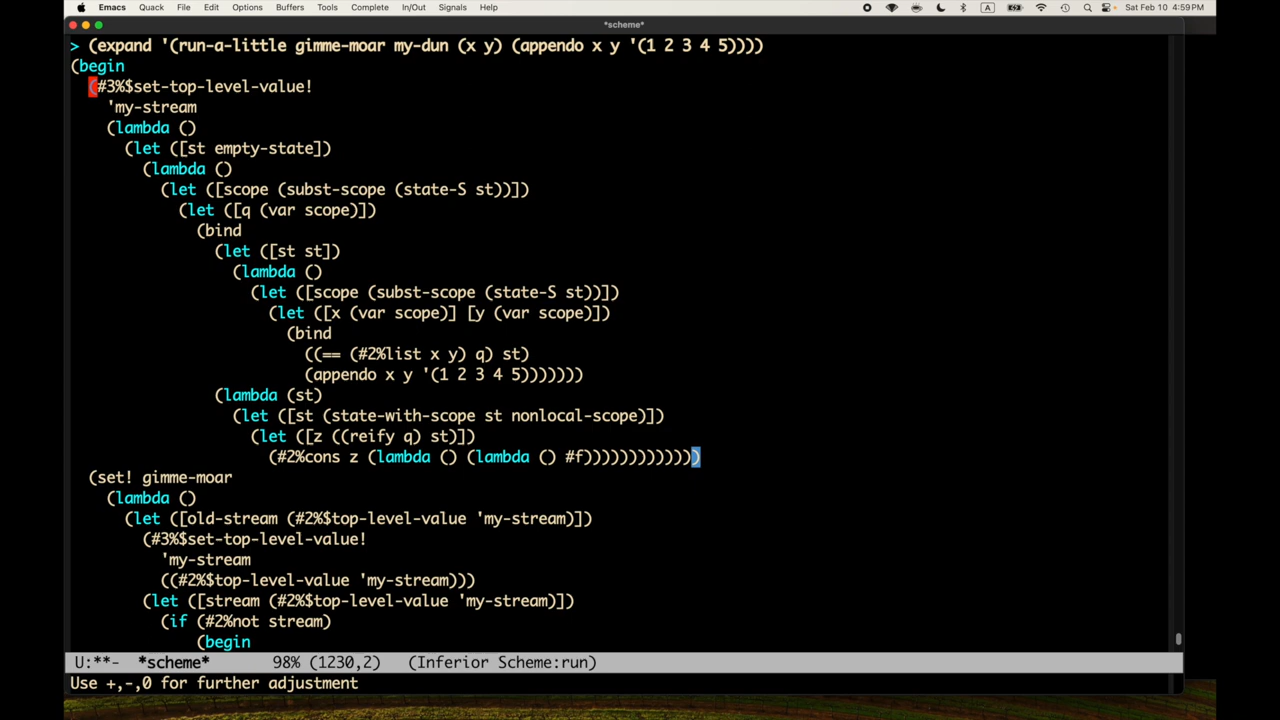 Emacs Quack File Edit Options Buffers Tools Complete In/Out Signals Help A Sat Feb 10 4:59 PM
*scheme*
> (expand '(run-a-little gimme-moar my-dun (x y) (appendo x y '(1 2 3 4 5))))
(begin
  (#3%$set-top-level-value!
    'my-stream
    (lambda ()
      (let ([st empty-state])
        (lambda ()
          (let ([scope (subst-scope (state-S st))])
            (let ([q (var scope)])
              (bind
                (let ([st st])
                  (lambda ()
                    (let ([scope (subst-scope (state-S st))])
                      (let ([x (var scope)] [y (var scope)])
                        (bind
                          ((== (#2%list x y) q) st)
                          (appendo x y '(1 2 3 4 5)))))))
                (lambda (st)
                  (let ([st (state-with-scope st nonlocal-scope)])
                    (let ([z ((reify q) st)])
                      (#2%cons z (lambda () (lambda () #f))))))))))))
  (set! gimme-moar
    (lambda ()
      (let ([old-stream (#2%$top-level-value 'my-stream)])
        (#3%$set-top-level-value!
          'my-stream
          ((#2%$top-level-value 'my-stream)))
        (let ([stream (#2%$top-level-value 'my-stream)])
          (if (#2%not stream)
              (begin
U:**-  *scheme*       98% (1230,2)   (Inferior Scheme:run)
Use +,-,0 for further adjustment